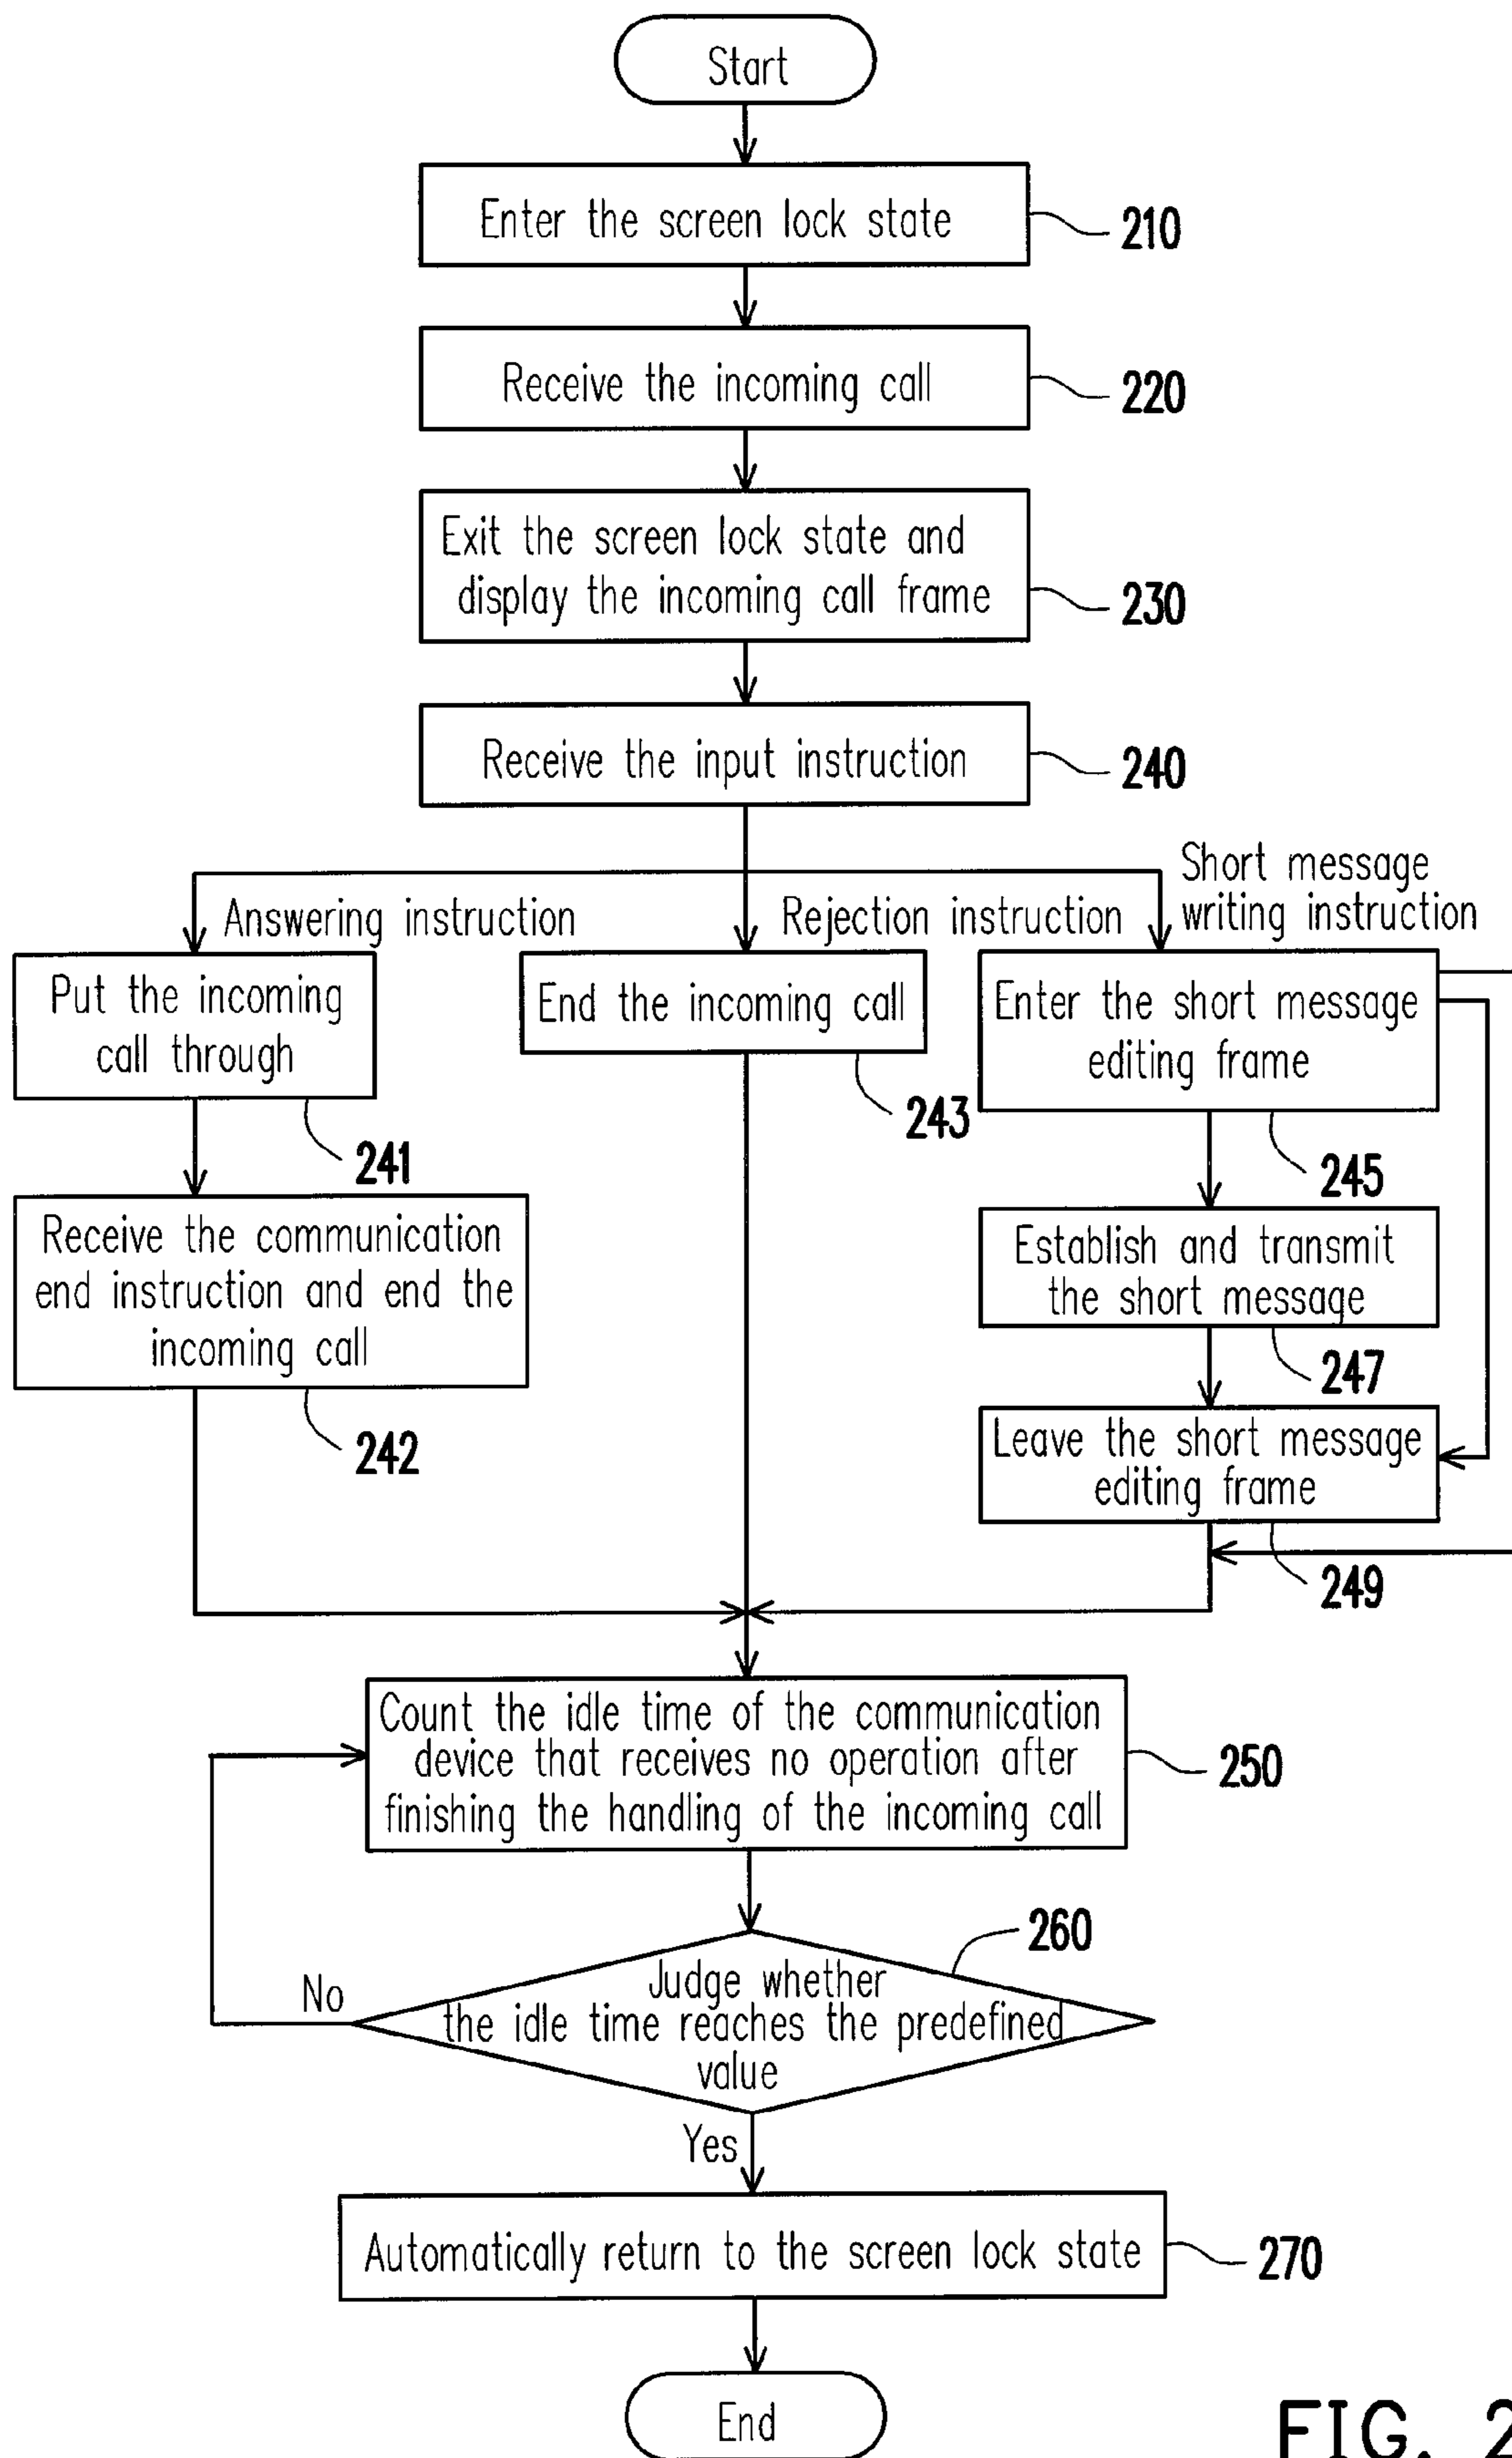 Start
Enter the screen lock state
210
Receive the incoming call
220
Exit the screen lock state and
display the incoming call frame
230
Receive the input instruction
240
Answering instruction
Rejection instruction
Short message
writing instruction
Put the incoming
call through
241
End the incoming call
243
Enter the short message
editing frame
245
Receive the communication
end instruction and end the
incoming call
242
Establish and transmit
the short message
247
Leave the short message
editing frame
249
Count the idle time of the communication
device that receives no operation after
finishing the handling of the incoming call
250
260
Judge whether
the idle time reaches the predefined
value
No
Yes
Automatically return to the screen lock state
270
End
FIG. 2